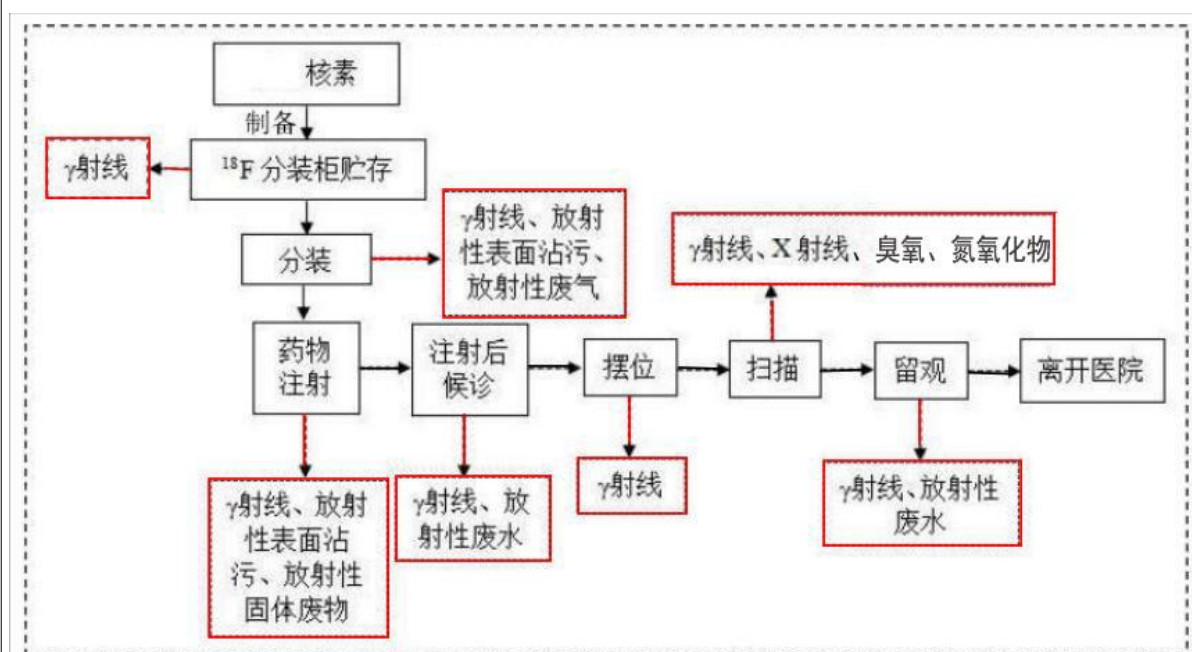 核素
制备
γ射线
¹⁸F 分装柜贮存
分装
γ射线、放射
性表面沾污、
放射性废气
γ射线、X 射线、臭氧、氮氧化物
药物
注射
注射后
候诊
摆位
扫描
留观
离开医院
γ射线、放射
性表面沾
污、放射性
固体废物
γ射线、放
射性废水
γ射线
γ射线、放射性
废水